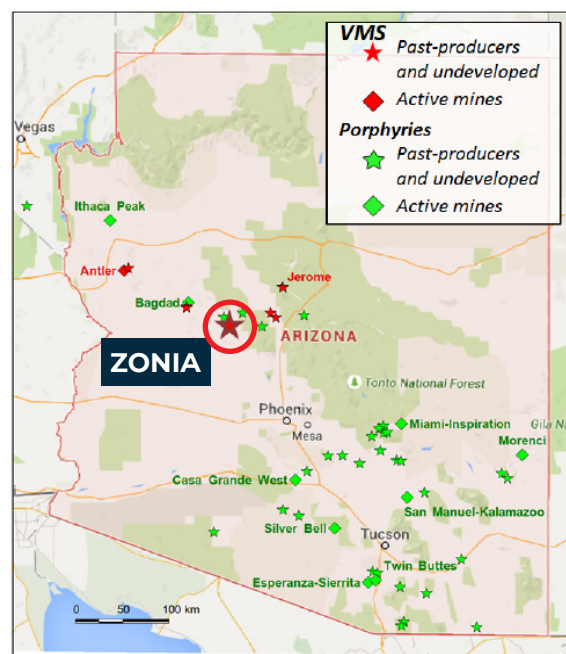 VMS
Past-producers
and undeveloped
Active mines
Porphyries
Past-producers
and undeveloped
Active mines
Vegas
Ithaca Peak
Antler
Jerome
Bagdad
ARIZONA
ZONIA
Tonto National Forest
Phoenix
Mesa
Miami-Inspiration
Gila N
Morenci
Casa Grande West
San Manuel-Kalamazoo
Silver Bell
Tucson
Twin Buttes
Esperanza-Sierrita
0 50 100 km